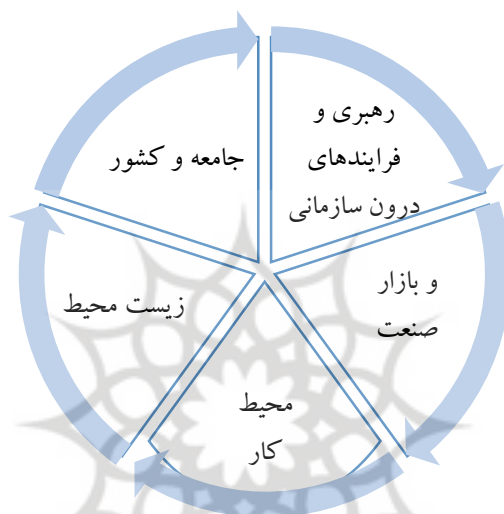 رهبری و
فرایندهای
درون سازمانی
و بازار
صنعت
محیط
کار
زیست محیط
جامعه و کشور